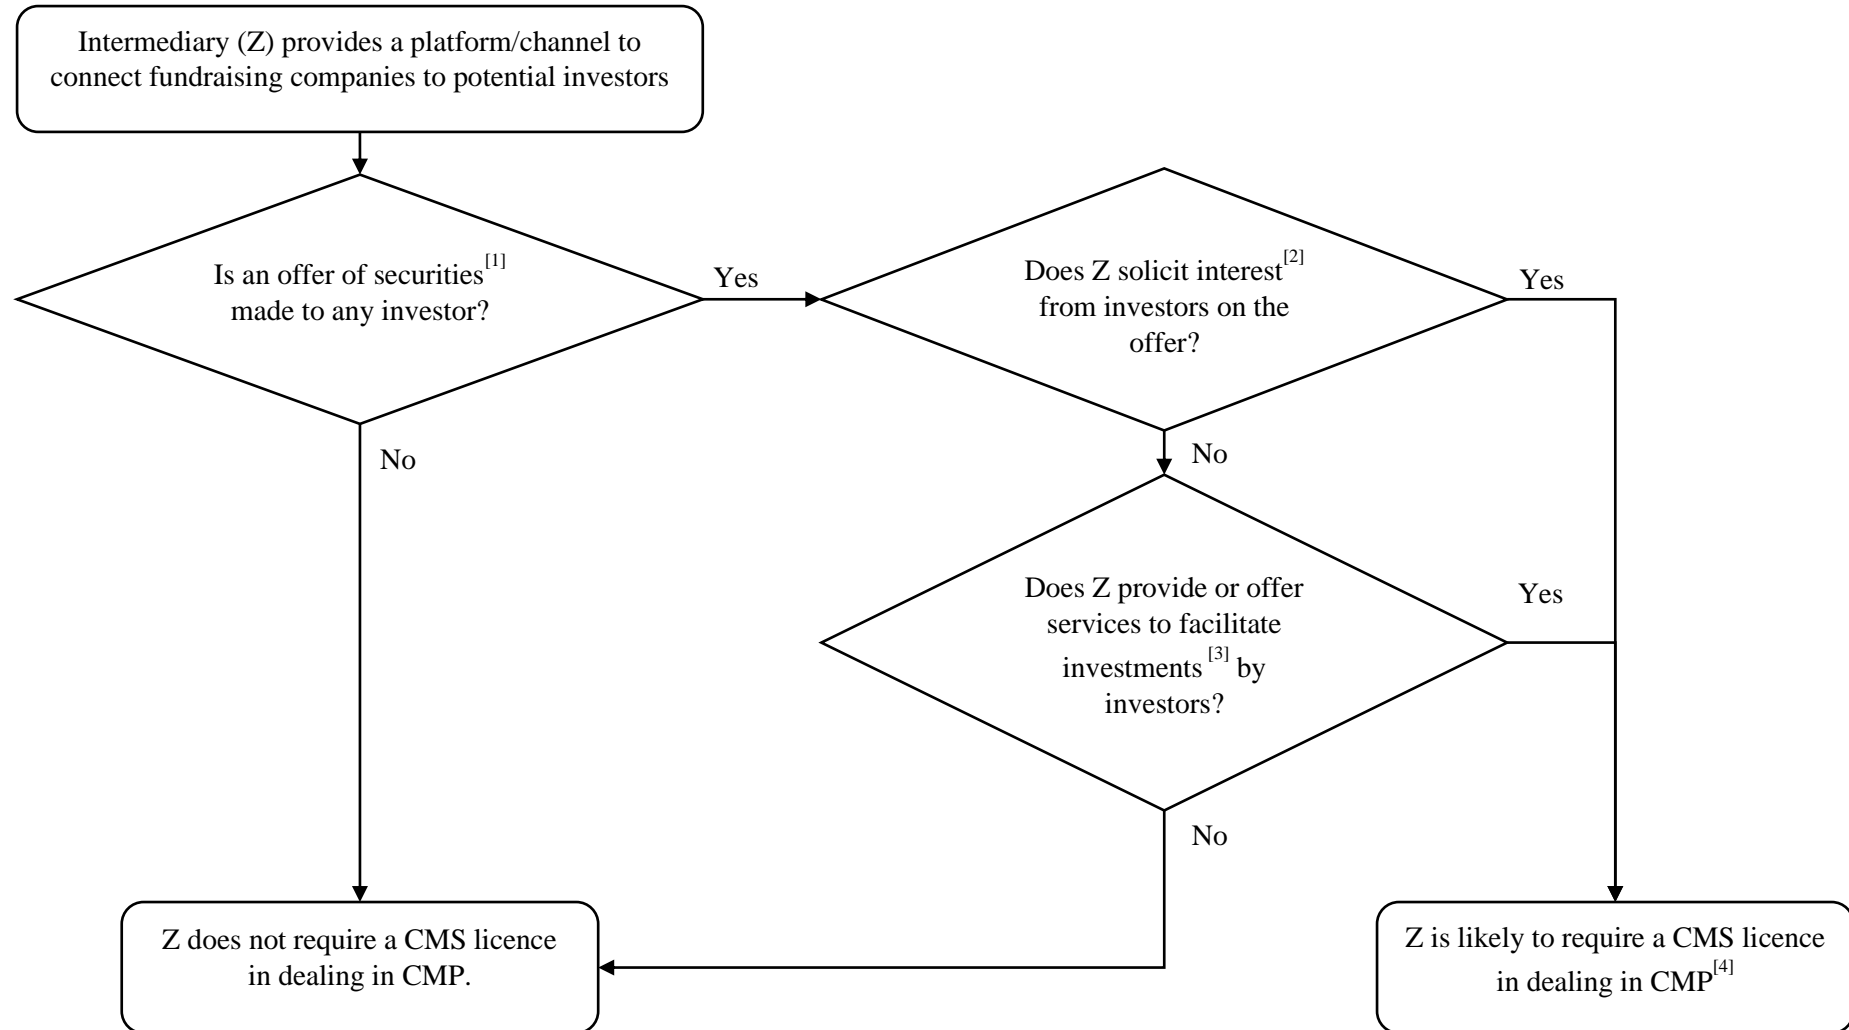 Intermediary (Z) provides a platform/channel to
connect fundraising companies to potential investors
Is an offer of securities[1]
made to any investor?
Yes
Does Z solicit interest[2]
from investors on the
offer?
Yes
No
No
Does Z provide or offer
services to facilitate
investments [3] by
investors?
Yes
No
Z does not require a CMS licence
in dealing in CMP.
Z is likely to require a CMS licence
in dealing in CMP[4]